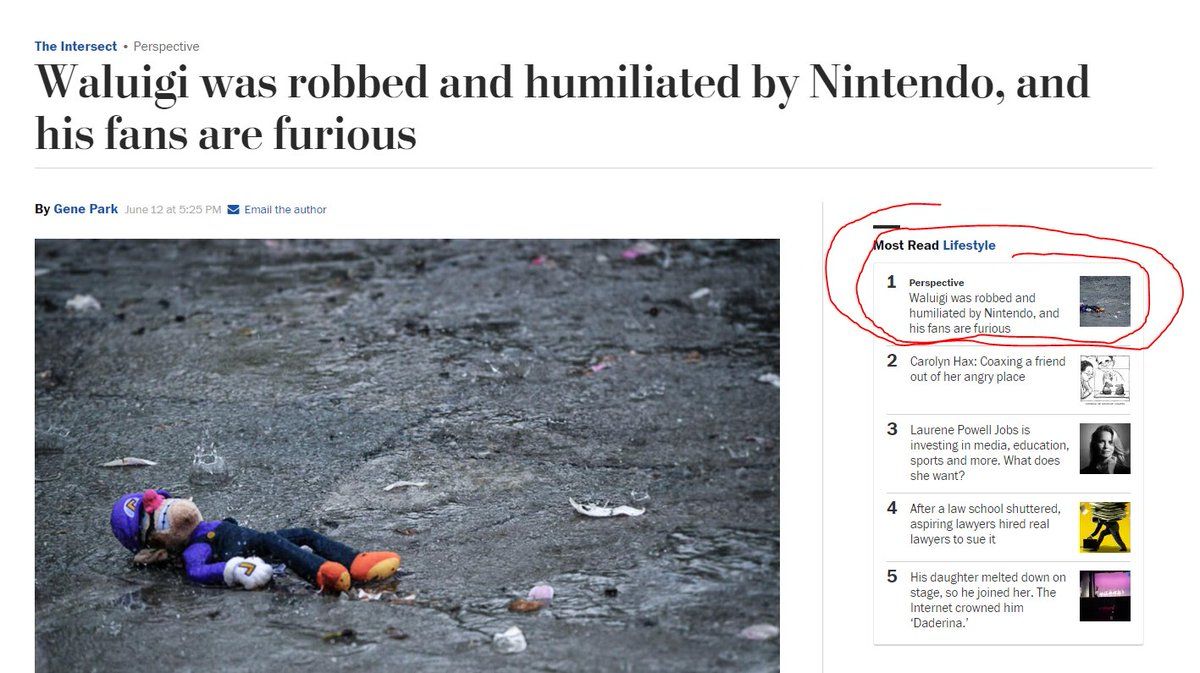 The Intersect • Perspective
Waluigi was robbed and humiliated by Nintendo, and
his fans are furious
By Gene Park June 12 at 5:25 PM Email the author
Most Read Lifestyle
1 Perspective
Waluigi was robbed and
humiliated by Nintendo, and
his fans are furious
2 Carolyn Hax: Coaxing a friend
out of her angry place
3 Laurene Powell Jobs is
investing in media, education,
sports and more. What does
she want?
4 After a law school shuttered,
aspiring lawyers hired real
lawyers to sue it
5 His daughter melted down on
stage, so he joined her. The
Internet crowned him
‘Daderina.’